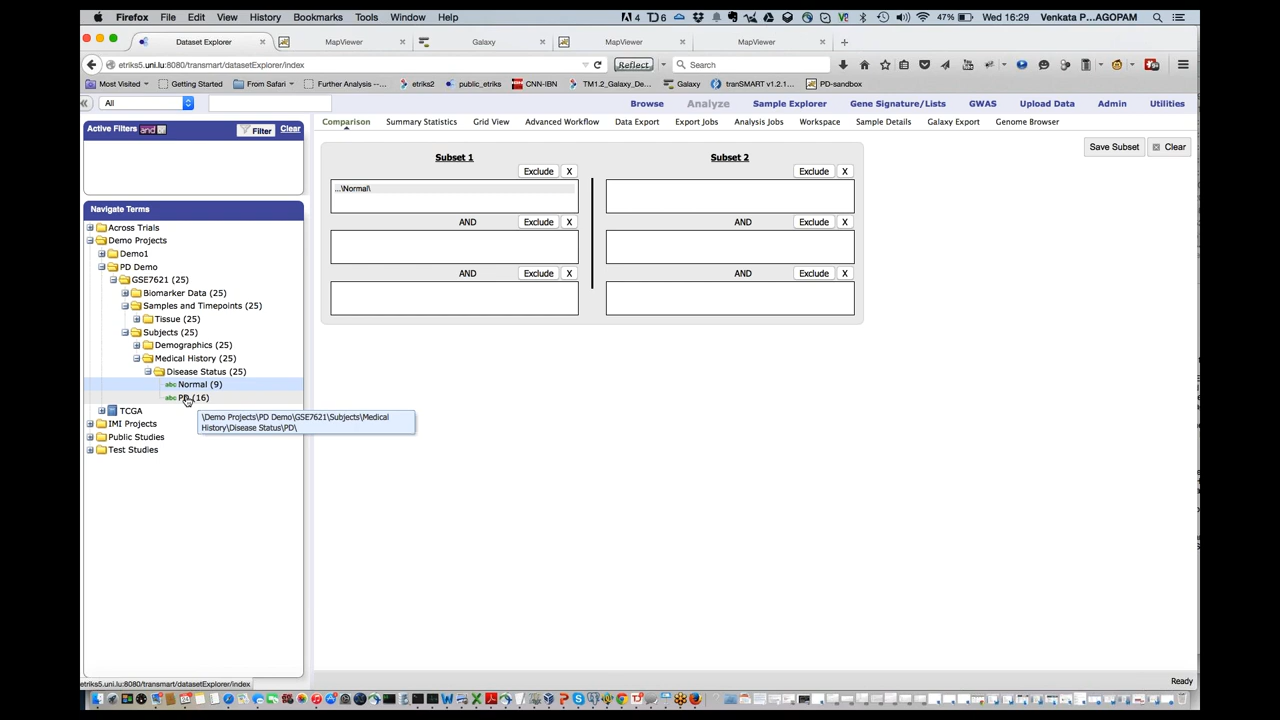 Firefox File Edit View History Bookmarks Tools Window Help 4 6 47% Wed 16:29 Venkata P...AGOPAM
Dataset Explorer MapViewer Galaxy MapViewer MapViewer
etriks5.uni.lu:8080/transmart/datasetExplorer/index Reflect Search
Most Visited Getting Started From Safari Further Analysis --... etriks2 public_etriks CNN-IBN TM1.2_Galaxy_De... Galaxy tranSMART v1.2.1... PD-sandbox
All Browse Analyze Sample Explorer Gene Signature/Lists GWAS Upload Data Admin Utilities
Active Filters and or Filter Clear
Comparison Summary Statistics Grid View Advanced Workflow Data Export Export Jobs Analysis Jobs Workspace Sample Details Galaxy Export Genome Browser
Save Subset Clear
Subset 1 Subset 2
Exclude X Exclude X
...\Normal\
AND Exclude X AND Exclude X
AND Exclude X AND Exclude X
Navigate Terms
Across Trials
Demo Projects
Demo1
PD Demo
GSE7621 (25)
Biomarker Data (25)
Samples and Timepoints (25)
Tissue (25)
Subjects (25)
Demographics (25)
Medical History (25)
Disease Status (25)
abc Normal (9)
abc PD (16)
\Demo Projects\PD Demo\GSE7621\Subjects\Medical
History\Disease Status\PD\
TCGA
IMI Projects
Public Studies
Test Studies
Ready
etriks5.uni.lu:8080/transmart/datasetExplorer/index